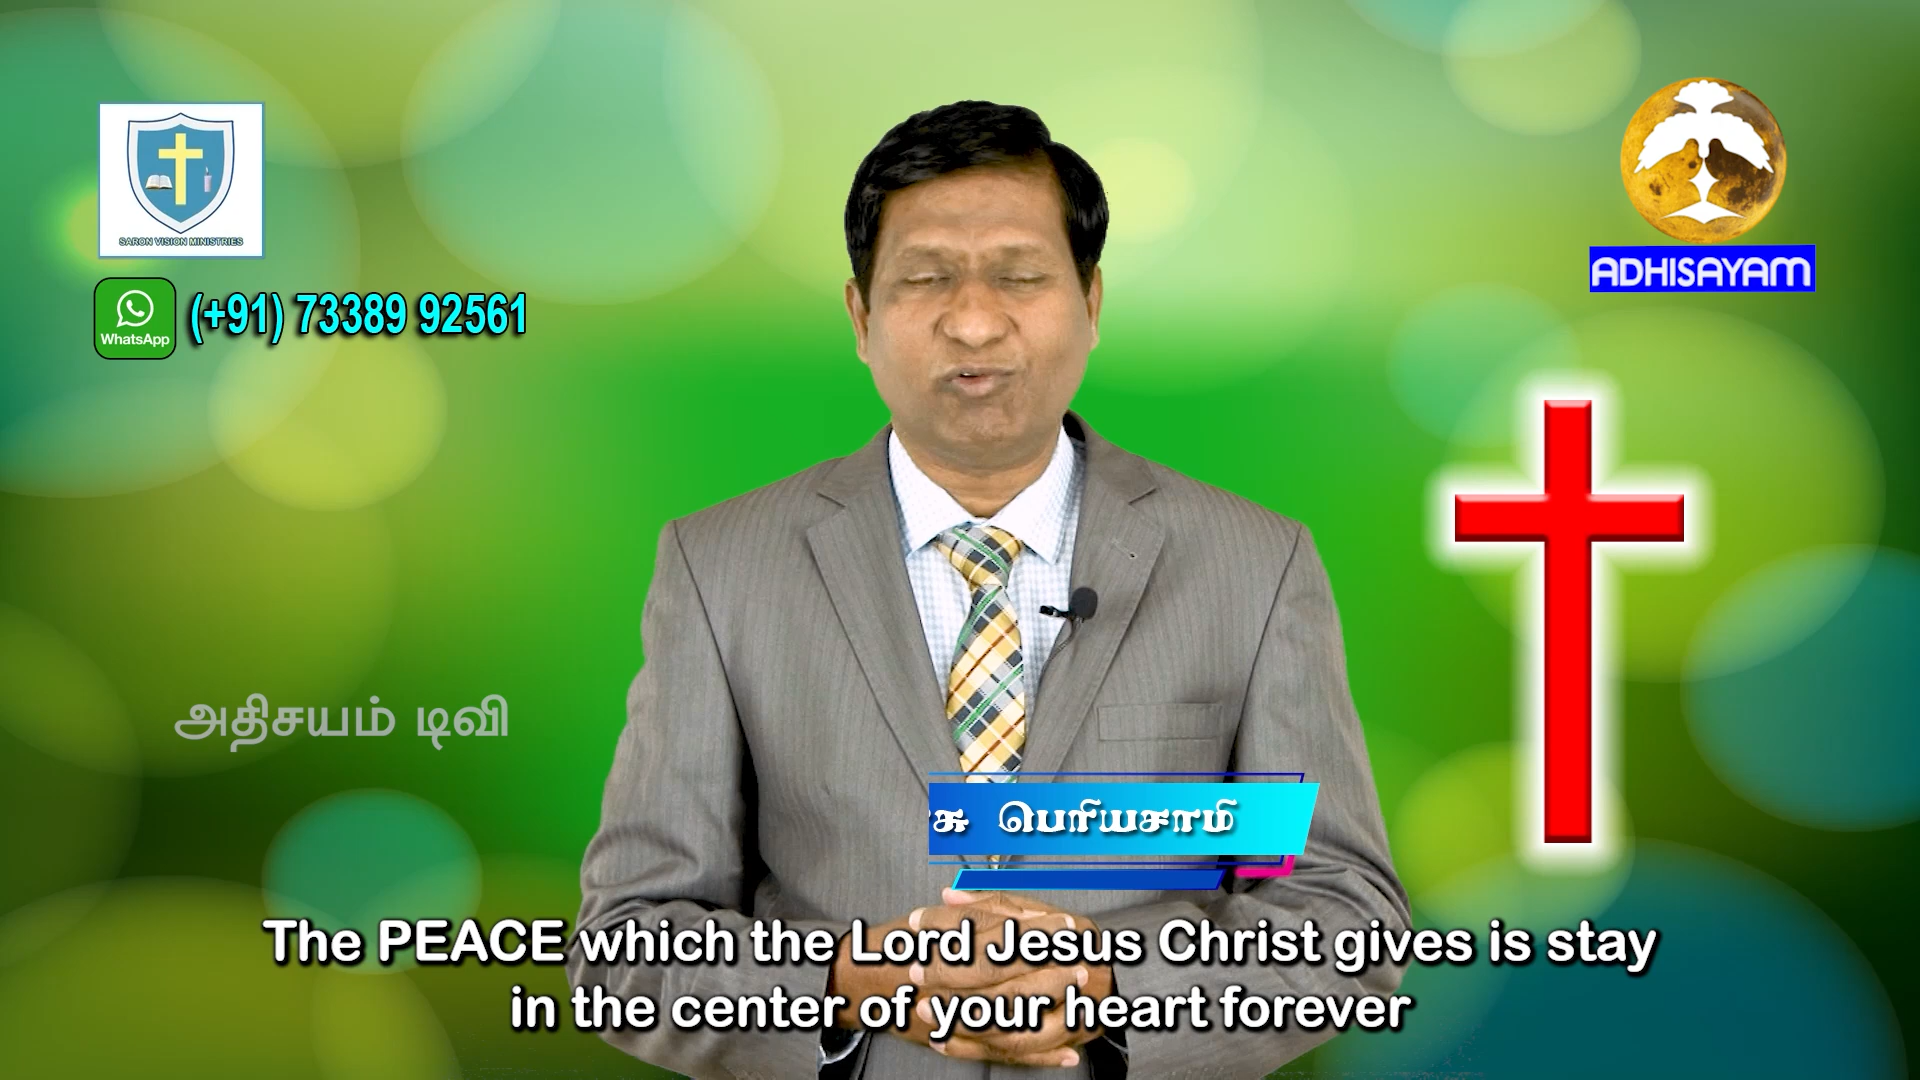 SARON VISION MINISTRIES
ADHISAYAM
WhatsApp
(+91) 73389 92561
அதிசயம் டிவி
பெரியசாமி
The PEACE which the Lord Jesus Christ gives is stay
in the center of your heart forever